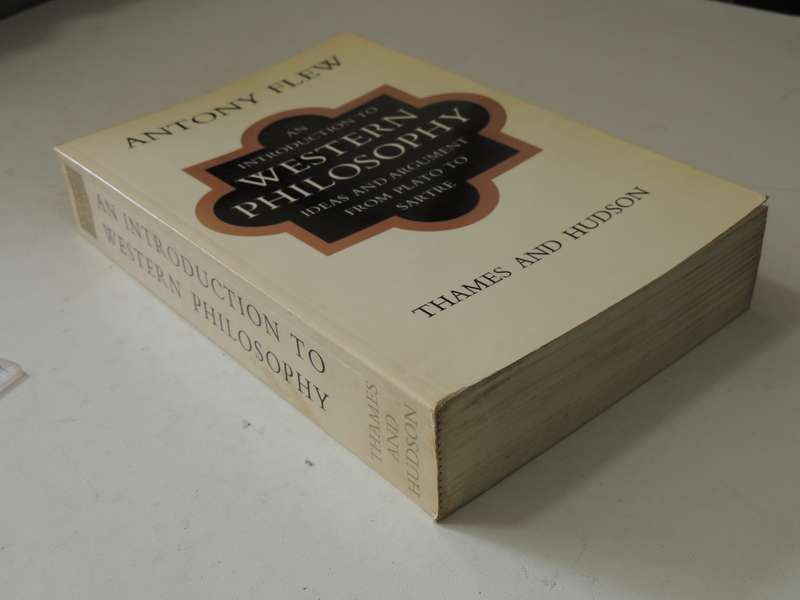 ANTONY FLEW
AN
INTRODUCTION TO
WESTERN
PHILOSOPHY
IDEAS AND ARGUMENT
FROM PLATO TO
SARTRE
THAMES AND HUDSON
AN INTRODUCTION TO
WESTERN PHILOSOPHY
THAMES
AND
HUDSON